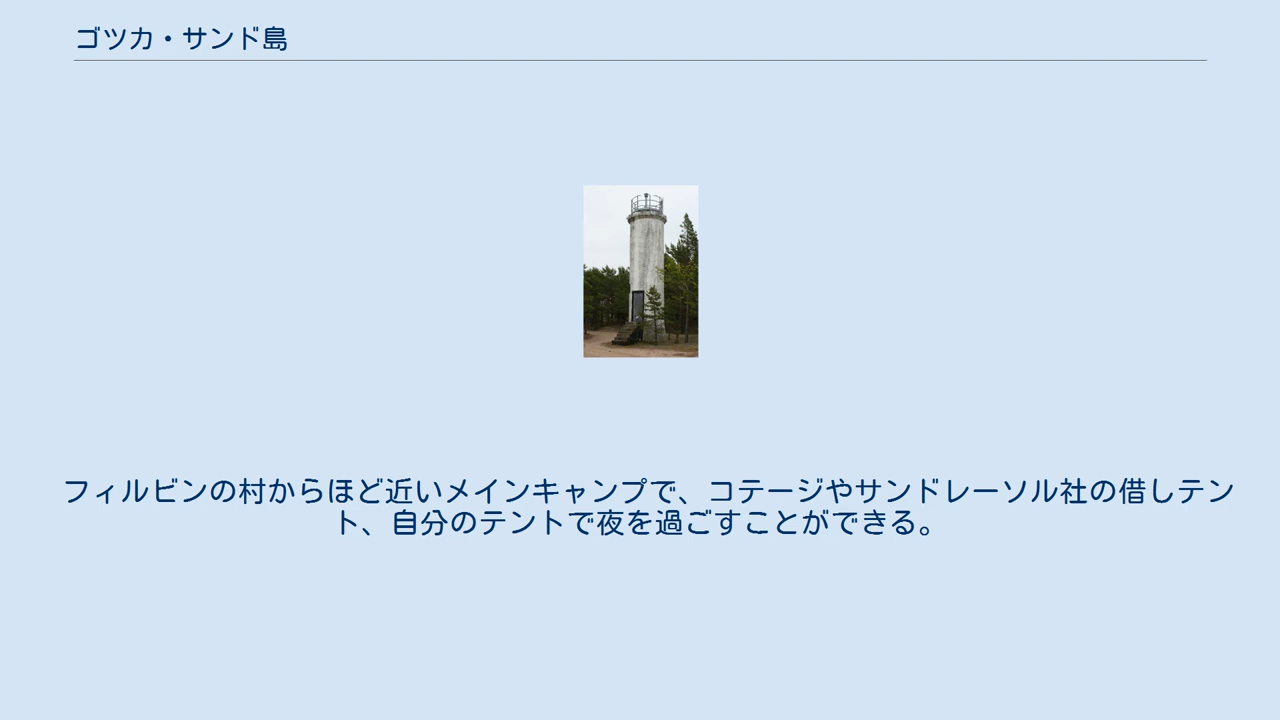 ゴツカ・サンド島
フィルビンの村からほど近いメインキャンプで、コテージやサンドレーソル社の借しテン
ト、自分のテントで夜を過ごすことができる。